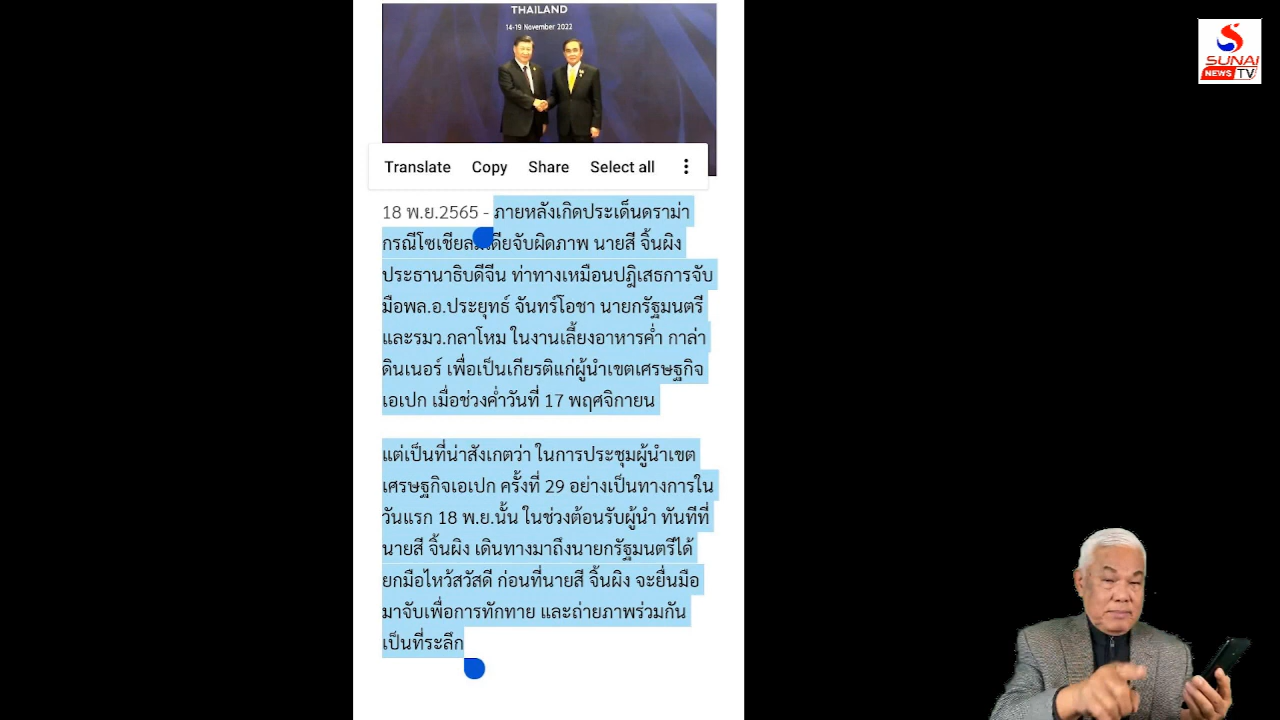 THAILAND
14-19 November 2022
SUNAI
NEWS TV
Translate Copy Share Select all
18 พ.ย.2565 - ภายหลังเกิดประเด็นดราม่า
กรณีโซเชียลมีเดียจับผิดภาพ นายสี จิ้นผิง
ประธานาธิบดีจีน ท่าทางเหมือนปฎิเสธการจับ
มือพล.อ.ประยุทธ์ จันทร์โอชา นายกรัฐมนตรี
และรมว.กลาโหม ในงานเลี้ยงอาหารค่ำ กาล่า
ดินเนอร์ เพื่อเป็นเกียรติแก่ผู้นำเขตเศรษฐกิจ
เอเปก เมื่อช่วงค่ำวันที่ 17 พฤศจิกายน
แต่เป็นที่น่าสังเกตว่า ในการประชุมผู้นำเขต
เศรษฐกิจเอเปก ครั้งที่ 29 อย่างเป็นทางการใน
วันแรก 18 พ.ย.นั้น ในช่วงต้อนรับผู้นำ ทันทีที่
นายสี จิ้นผิง เดินทางมาถึงนายกรัฐมนตรีได้
ยกมือไหว้สวัสดี ก่อนที่นายสี จิ้นผิง จะยื่นมือ
มาจับเพื่อการทักทาย และถ่ายภาพร่วมกัน
เป็นที่ระลึก